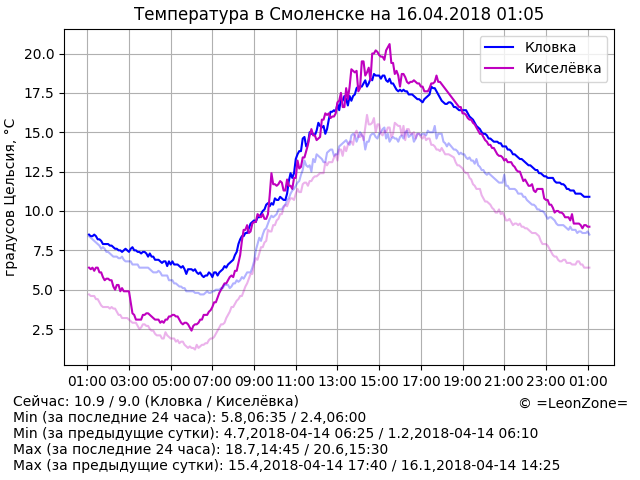 Температура в Смоленске на 16.04.2018 01:05
градусов Цельсия, °C
20.0
17.5
15.0
12.5
10.0
7.5
5.0
2.5
Кловка
Киселёвка
01:00 03:00 05:00 07:00 09:00 11:00 13:00 15:00 17:00 19:00 21:00 23:00 01:00
Сейчас: 10.9 / 9.0 (Кловка / Киселёвка)
© =LeonZone=
Min (за последние 24 часа): 5.8,06:35 / 2.4,06:00
Min (за предыдущие сутки): 4.7,2018-04-14 06:25 / 1.2,2018-04-14 06:10
Max (за последние 24 часа): 18.7,14:45 / 20.6,15:30
Max (за предыдущие сутки): 15.4,2018-04-14 17:40 / 16.1,2018-04-14 14:25